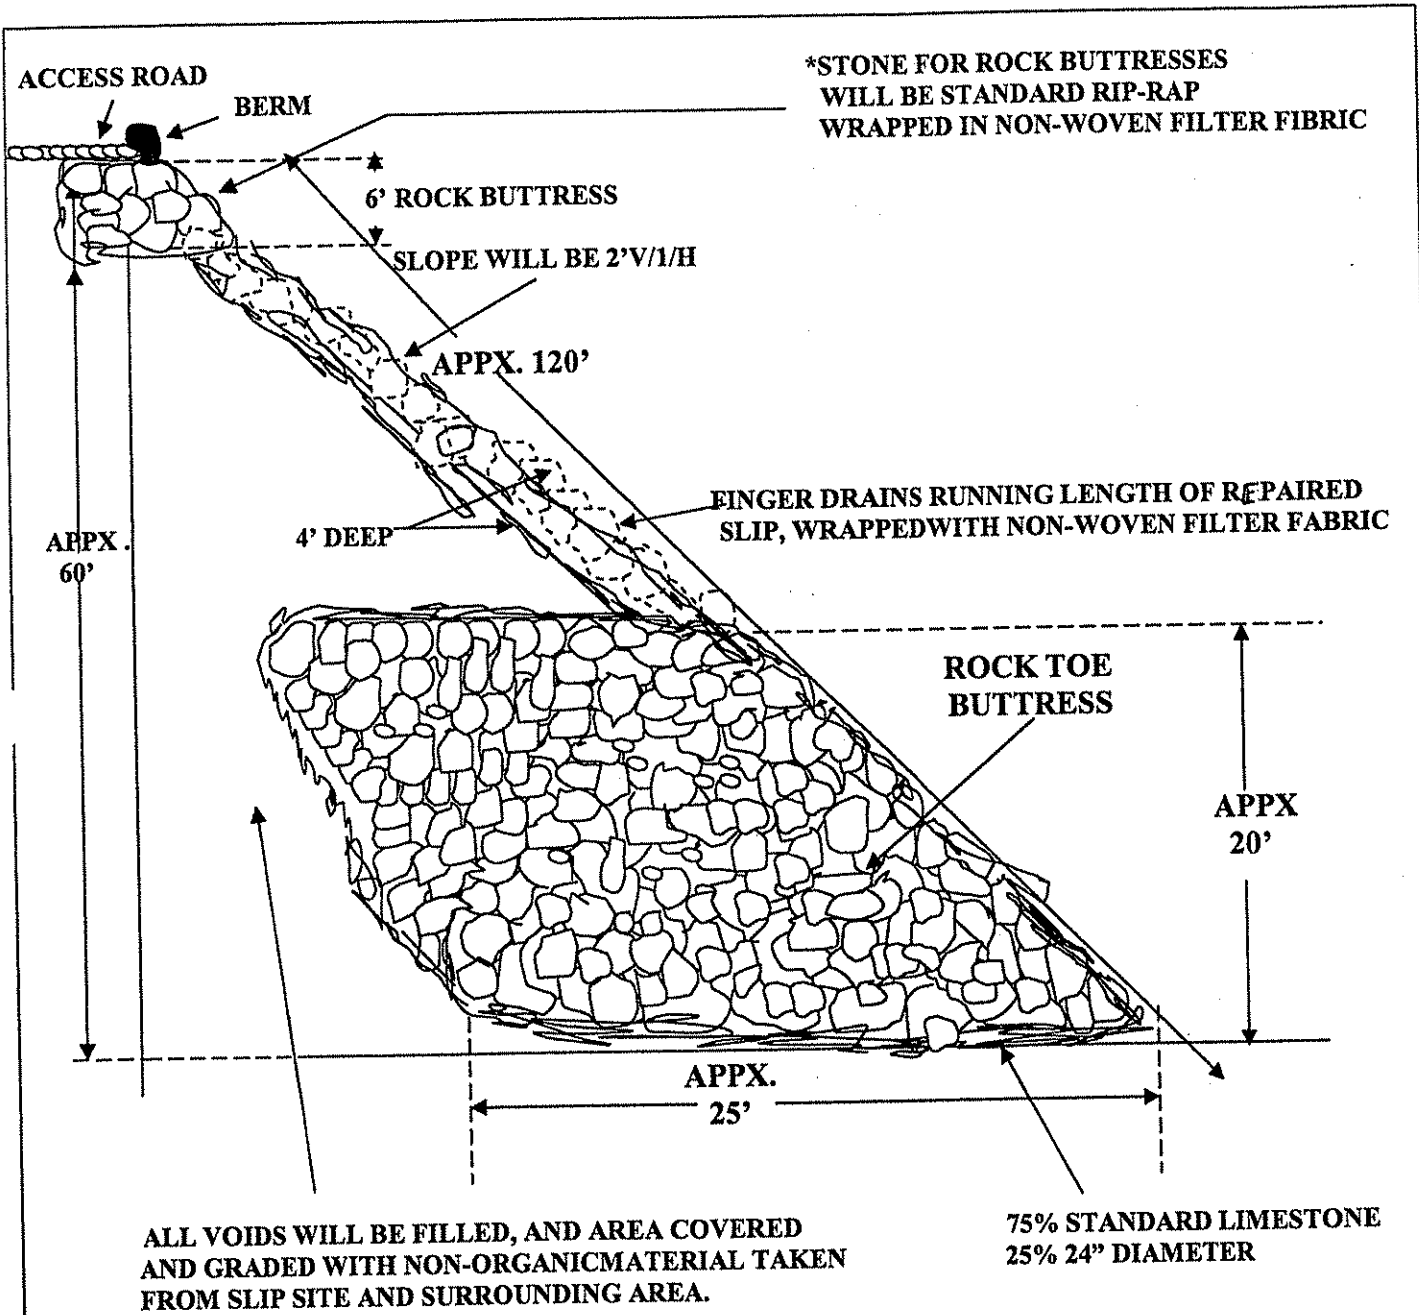 ACCESS ROAD
BERM
*STONE FOR ROCK BUTTRESSES
WILL BE STANDARD RIP-RAP
WRAPPED IN NON-WOVEN FILTER FIBRIC
6' ROCK BUTTRESS
SLOPE WILL BE 2'V/1/H
APPX. 120'
FINGER DRAINS RUNNING LENGTH OF REPAIRED
SLIP, WRAPPEDWITH NON-WOVEN FILTER FABRIC
4' DEEP
APPX .
60'
ROCK TOE
BUTTRESS
APPX
20'
APPX.
25'
ALL VOIDS WILL BE FILLED, AND AREA COVERED
AND GRADED WITH NON-ORGANICMATERIAL TAKEN
FROM SLIP SITE AND SURROUNDING AREA.
75% STANDARD LIMESTONE
25% 24" DIAMETER